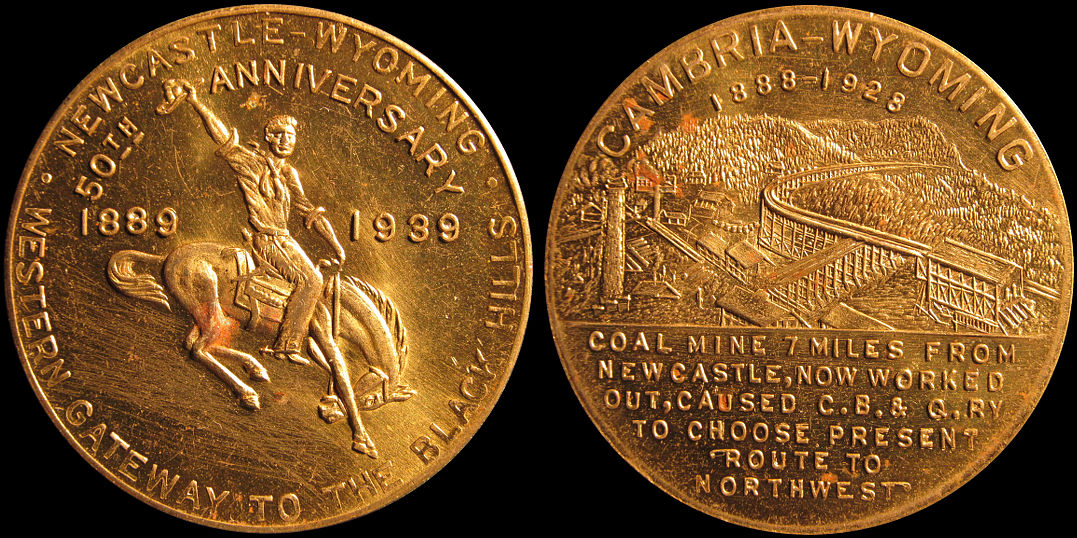 NEWCASTLE-WYOMING
50TH ANNIVERSARY
1889 1939
WESTERN GATEWAY TO THE BLACK HILLS
CAMBRIA-WYOMING
1888-1928
COAL MINE 7 MILES FROM
NEWCASTLE, NOW WORKED
OUT, CAUSED C.B. & Q. RY
TO CHOOSE PRESENT
ROUTE TO
NORTHWEST